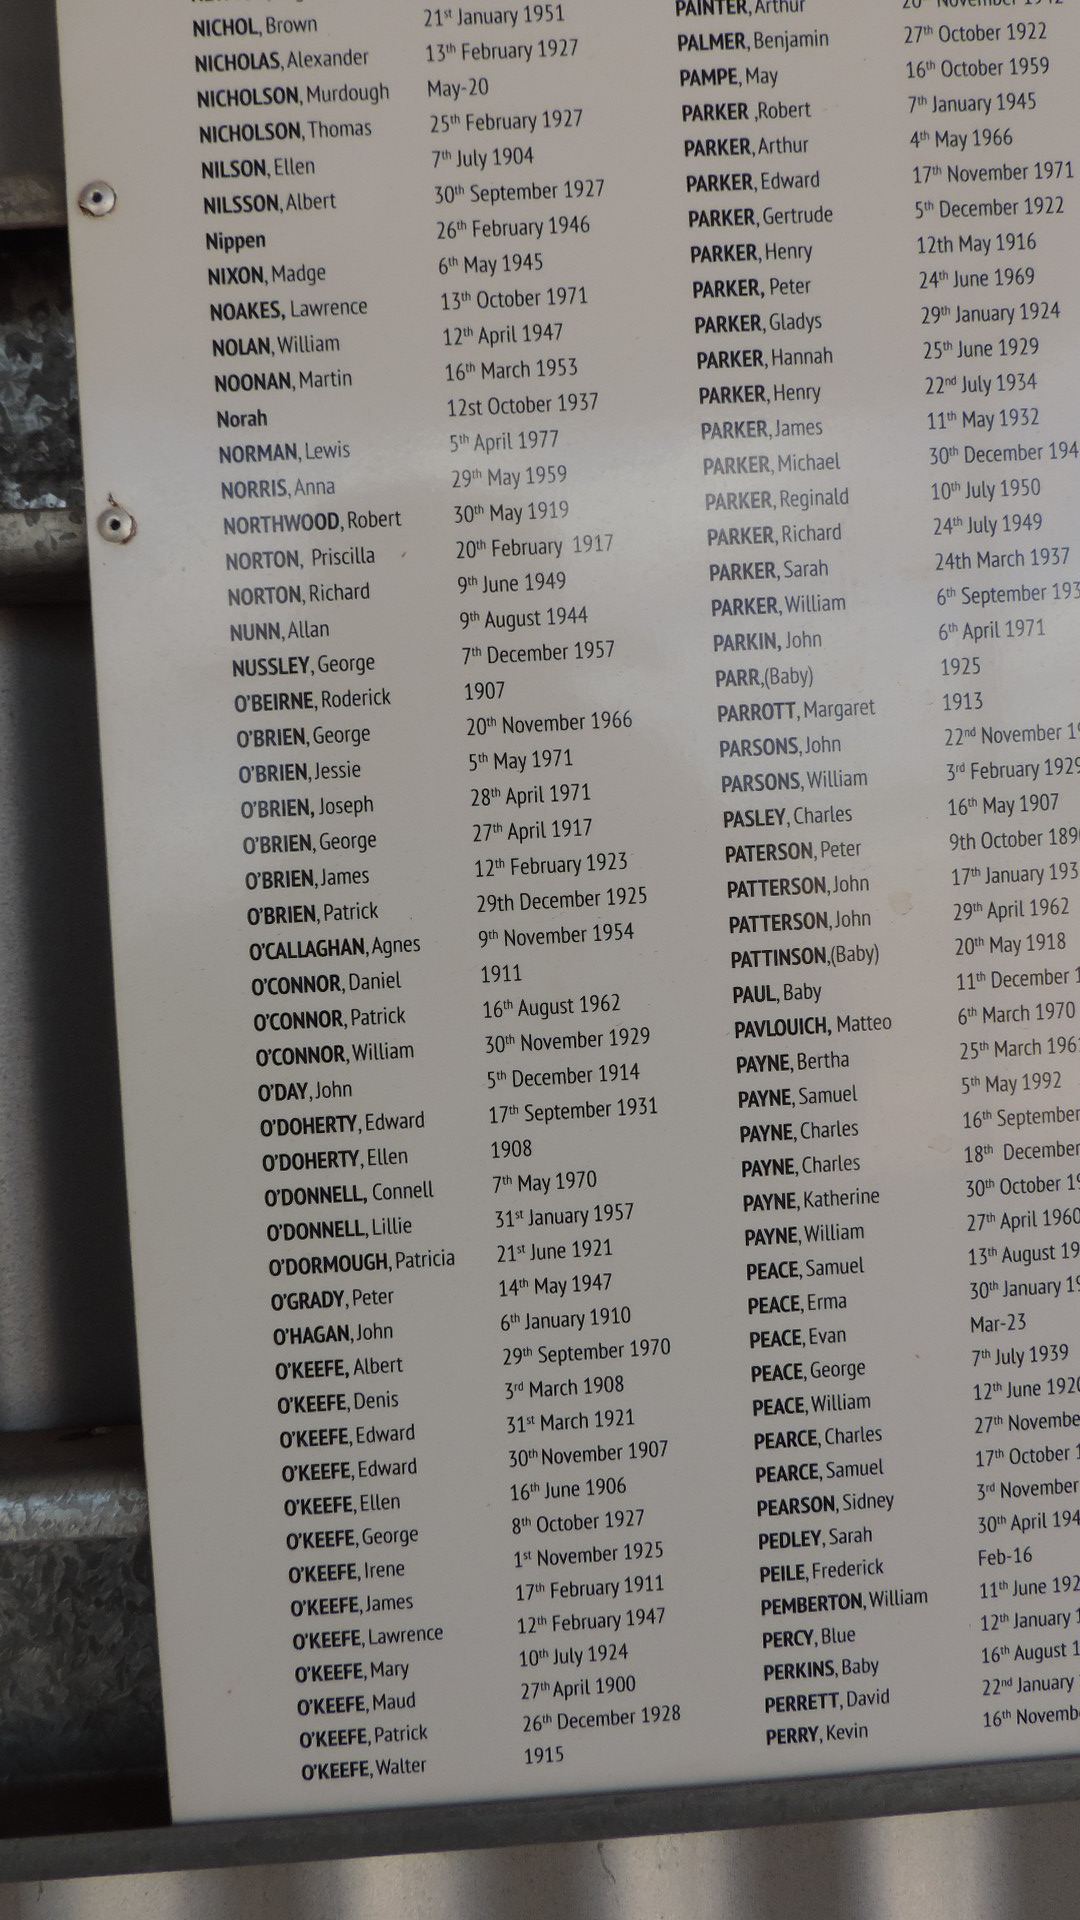 NICHOL, Brown 21st January 1951
NICHOLAS, Alexander 13th February 1927
NICHOLSON, Murdough May-20
NICHOLSON, Thomas 25th February 1927
NILSON, Ellen 7th July 1904
NILSSON, Albert 30th September 1927
Nippen 26th February 1946
NIXON, Madge 6th May 1945
NOAKES, Lawrence 13th October 1971
NOLAN, William 12th April 1947
NOONAN, Martin 16th March 1953
Norah 12st October 1937
NORMAN, Lewis 5th April 1977
NORRIS, Anna 29th May 1959
NORTHWOOD, Robert 30th May 1919
NORTON, Priscilla 20th February 1917
NORTON, Richard 9th June 1949
NUNN, Allan 9th August 1944
NUSSLEY, George 7th December 1957
O'BEIRNE, Roderick 1907
O'BRIEN, George 20th November 1966
O'BRIEN, Jessie 5th May 1971
O'BRIEN, Joseph 28th April 1971
O'BRIEN, George 27th April 1917
O'BRIEN, James 12th February 1923
O'BRIEN, Patrick 29th December 1925
O'CALLAGHAN, Agnes 9th November 1954
O'CONNOR, Daniel 1911
O'CONNOR, Patrick 16th August 1962
O'CONNOR, William 30th November 1929
O'DAY, John 5th December 1914
O'DOHERTY, Edward 17th September 1931
O'DOHERTY, Ellen 1908
O'DONNELL, Connell 7th May 1970
O'DONNELL, Lillie 31st January 1957
O'DORMOUGH, Patricia 21st June 1921
O'GRADY, Peter 14th May 1947
O'HAGAN, John 6th January 1910
O'KEEFE, Albert 29th September 1970
O'KEEFE, Denis 3rd March 1908
O'KEEFE, Edward 31st March 1921
O'KEEFE, Edward 30th November 1907
O'KEEFE, Ellen 16th June 1906
O'KEEFE, George 8th October 1927
O'KEEFE, Irene 1st November 1925
O'KEEFE, James 17th February 1911
O'KEEFE, Lawrence 12th February 1947
O'KEEFE, Mary 10th July 1924
O'KEEFE, Maud 27th April 1900
O'KEEFE, Patrick 26th December 1928
O'KEEFE, Walter 1915
PAINTER, Arthur
PALMER, Benjamin 27th October 1922
PAMPE, May 16th October 1959
PARKER ,Robert 7th January 1945
PARKER, Arthur 4th May 1966
PARKER, Edward 17th November 1971
PARKER, Gertrude 5th December 1922
PARKER, Henry 12th May 1916
PARKER, Peter 24th June 1969
PARKER, Gladys 29th January 1924
PARKER, Hannah 25th June 1929
PARKER, Henry 22nd July 1934
PARKER, James 11th May 1932
PARKER, Michael 30th December 194
PARKER, Reginald 10th July 1950
PARKER, Richard 24th July 1949
PARKER, Sarah 24th March 1937
PARKER, William 6th September 193
PARKIN, John 6th April 1971
PARR,(Baby) 1925
PARROTT, Margaret 1913
PARSONS, John 22nd November 1
PARSONS, William 3rd February 1929
PASLEY, Charles 16th May 1907
PATERSON, Peter 9th October 189
PATTERSON, John 17th January 193
PATTERSON, John 29th April 1962
PATTINSON,(Baby) 20th May 1918
PAUL, Baby 11th December 1
PAVLOUICH, Matteo 6th March 1970
PAYNE, Bertha 25th March 196
PAYNE, Samuel 5th May 1992
PAYNE, Charles 16th September
PAYNE, Charles 18th December
PAYNE, Katherine 30th October 1
PAYNE, William 27th April 1960
PEACE, Samuel 13th August 19
PEACE, Erma 30th January 1
PEACE, Evan Mar-23
PEACE, George 7th July 1939
PEACE, William 12th June 1920
PEARCE, Charles 27th Novembe
PEARCE, Samuel 17th October 1
PEARSON, Sidney 3rd November
PEDLEY, Sarah 30th April 194
PEILE, Frederick Feb-16
PEMBERTON, William 11th June 192
PERCY, Blue 12th January 1
PERKINS, Baby 16th August 1
PERRETT, David 22nd January
PERRY, Kevin 16th Novemb